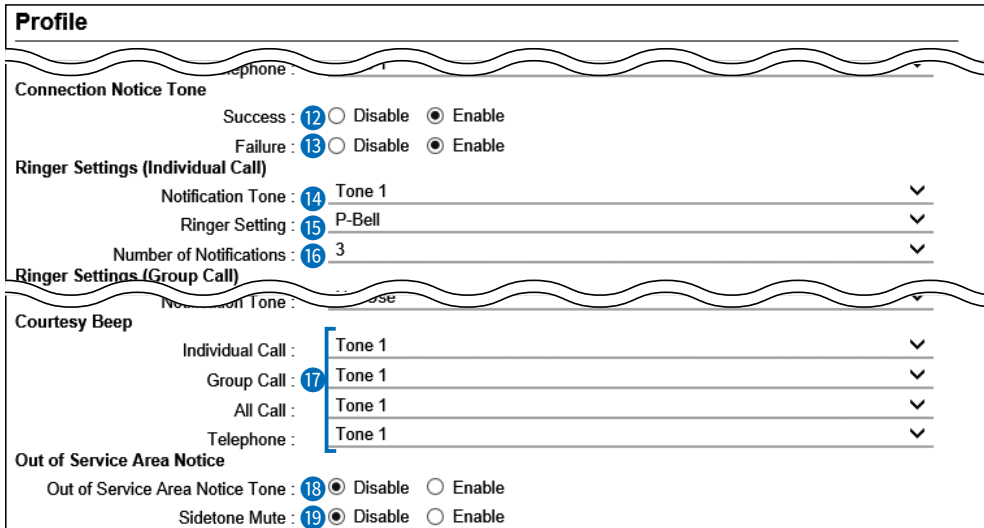 Profile
Connection Notice Tone
Success : 12 Disable Enable
Failure : 13 Disable Enable
Ringer Settings (Individual Call)
Notification Tone : 14 Tone 1
Ringer Setting : 15 P-Bell
Number of Notifications : 16 3
Ringer Settings (Group Call)
Tone :
Courtesy Beep
Individual Call : Tone 1
Group Call : 17 Tone 1
All Call : Tone 1
Telephone : Tone 1
Out of Service Area Notice
Out of Service Area Notice Tone : 18 Disable Enable
Sidetone Mute : 19 Disable Enable